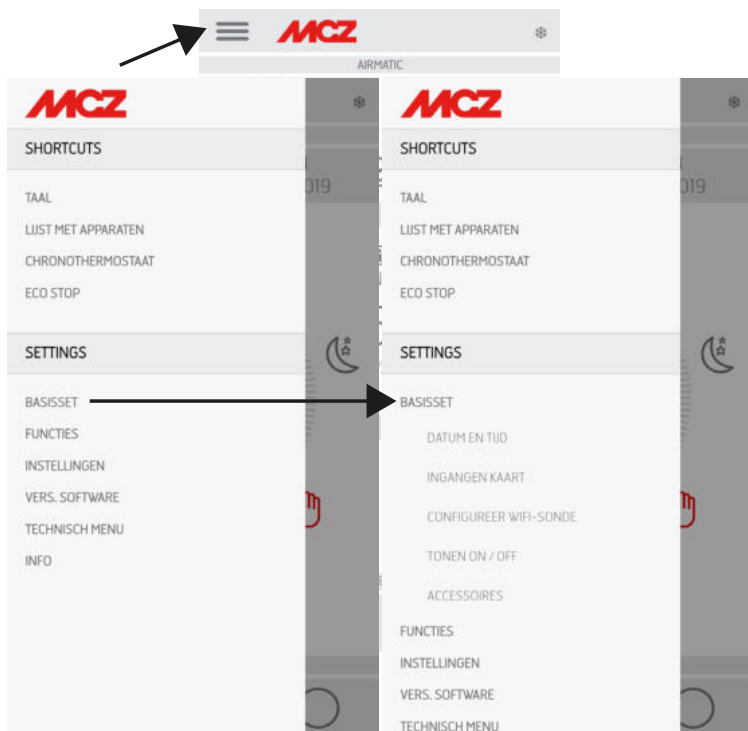 MCZ
AIRMATIC
MCZ
SHORTCUTS
019
TAAL
LIJST MET APPARATEN
CHRONOTHERMOSTAAT
ECO STOP
SETTINGS
BASISSET
FUNCTIES
INSTELLINGEN
VERS. SOFTWARE
TECHNISCH MENU
INFO
MCZ
SHORTCUTS
019
TAAL
LIJST MET APPARATEN
CHRONOTHERMOSTAAT
ECO STOP
SETTINGS
BASISSET
DATUM EN TIJD
INGANGEN KAART
CONFIGUREER WIFI-SONDE
TONEN ON / OFF
ACCESSOIRES
FUNCTIES
INSTELLINGEN
VERS. SOFTWARE
TECHNISCH MENU